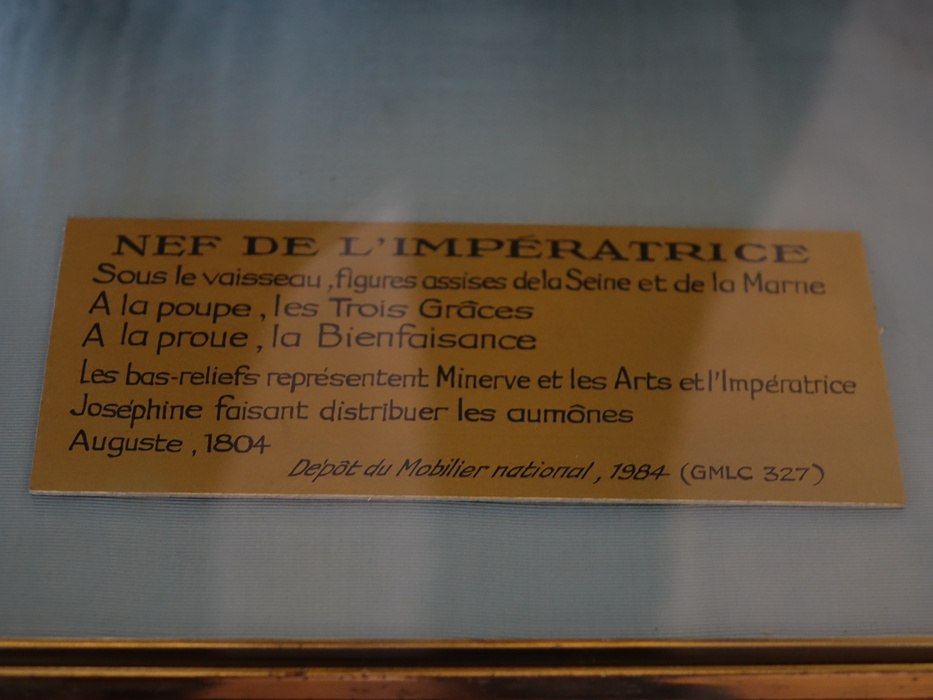 NEF DE L'IMPÉRATRICE
Sous le vaisseau, figures assises de la Seine et de la Marne
A la poupe, les Trois Grâces
A la proue, la Bienfaisance
Les bas-reliefs représentent Minerve et les Arts et l'Impératrice
Joséphine faisant distribuer les aumônes
Auguste, 1804
Dépôt du Mobilier national, 1984 (GMLC 327)